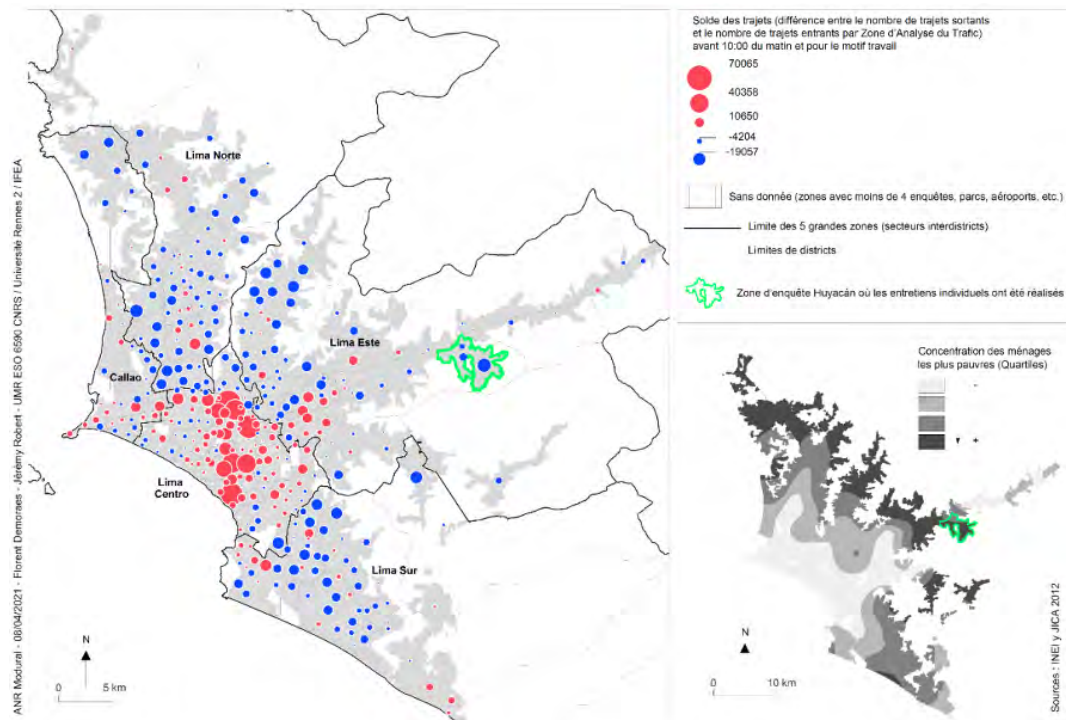 Solde des trajets (différence entre le nombre de trajets sortants
et le nombre de trajets entrants par Zone d'Analyse du Trafic)
avant 10:00 du matin et pour le motif travail
70065
40358
10650
-4204
-19057
Sans donnée (zones avec moins de 4 enquêtes, parcs, aéroports, etc.)
Limite des 5 grandes zones (secteurs interdistricts)
Limites de districts
Zone d'enquête Huyacán où les entretiens individuels ont été réalisés
Lima Norte
Lima Este
Callao
Lima
Centro
Lima Sur
N
0 5 km
ANR Modural - 08/04/2021 - Florent Demoraes - Jérémy Robert - UMR ESO 6590 CNRS / Université Rennes 2 / IFEA
Concentration des ménages
les plus pauvres (Quartiles)
-
+
N
0 10 km
Sources : INEI y JICA 2012